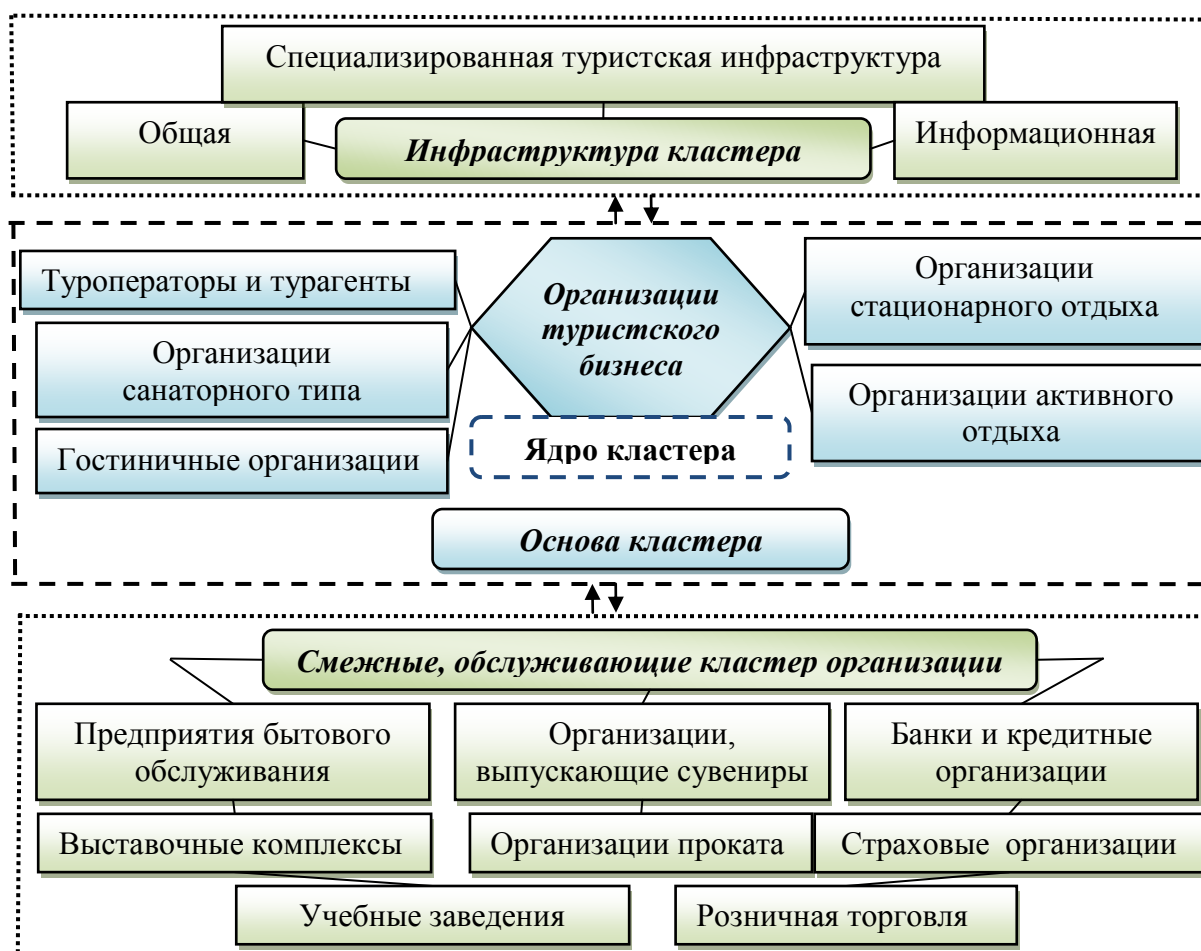 Специализированная туристская инфраструктура
Общая
Инфраструктура кластера
Информационная
Туроператоры и турагенты
Организации
санаторного типа
Гостиничные организации
Организации
туристского
бизнеса
Ядро кластера
Организации
стационарного отдыха
Организации активного
отдыха
Основа кластера
Смежные, обслуживающие кластер организации
Предприятия бытового
обслуживания
Организации,
выпускающие сувениры
Банки и кредитные
организации
Выставочные комплексы
Организации проката
Страховые организации
Учебные заведения
Розничная торговля